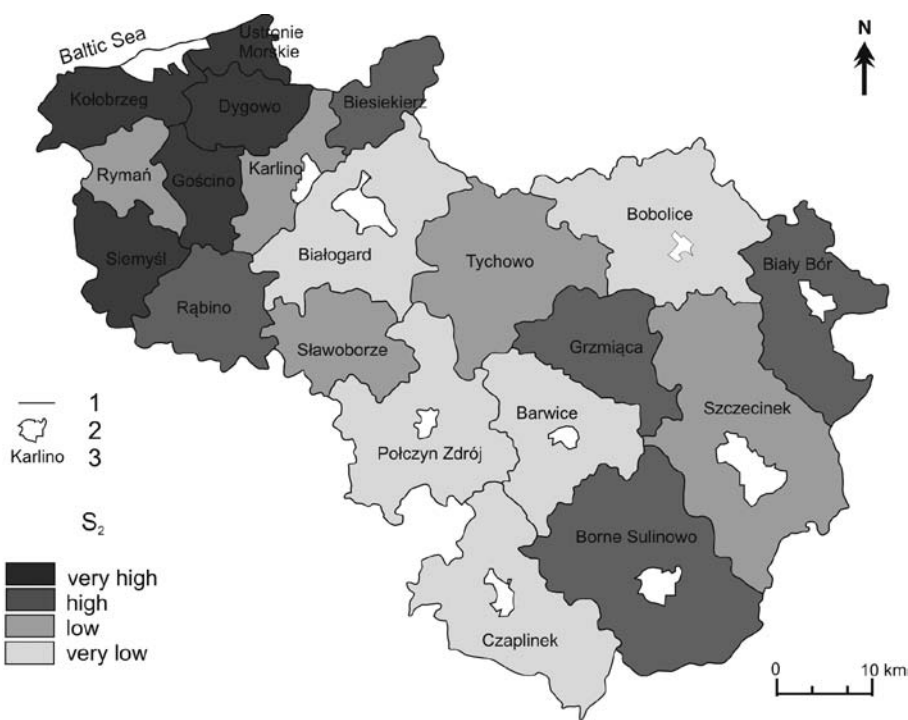 Baltic Sea
Ustronie
Morskie
N
Kołobrzeg
Dygowo
Biesiekierz
Rymań
Gościno
Karlino
Bobolice
Białogard
Tychowo
Siemyśl
Biały Bór
Rąbino
Sławoborze
Grzmiąca
Szczecinek
Barwice
Połczyn Zdrój
Borne Sulinowo
Czaplinek
1
2
Karlino 3
S2
very high
high
low
very low
0 10 km